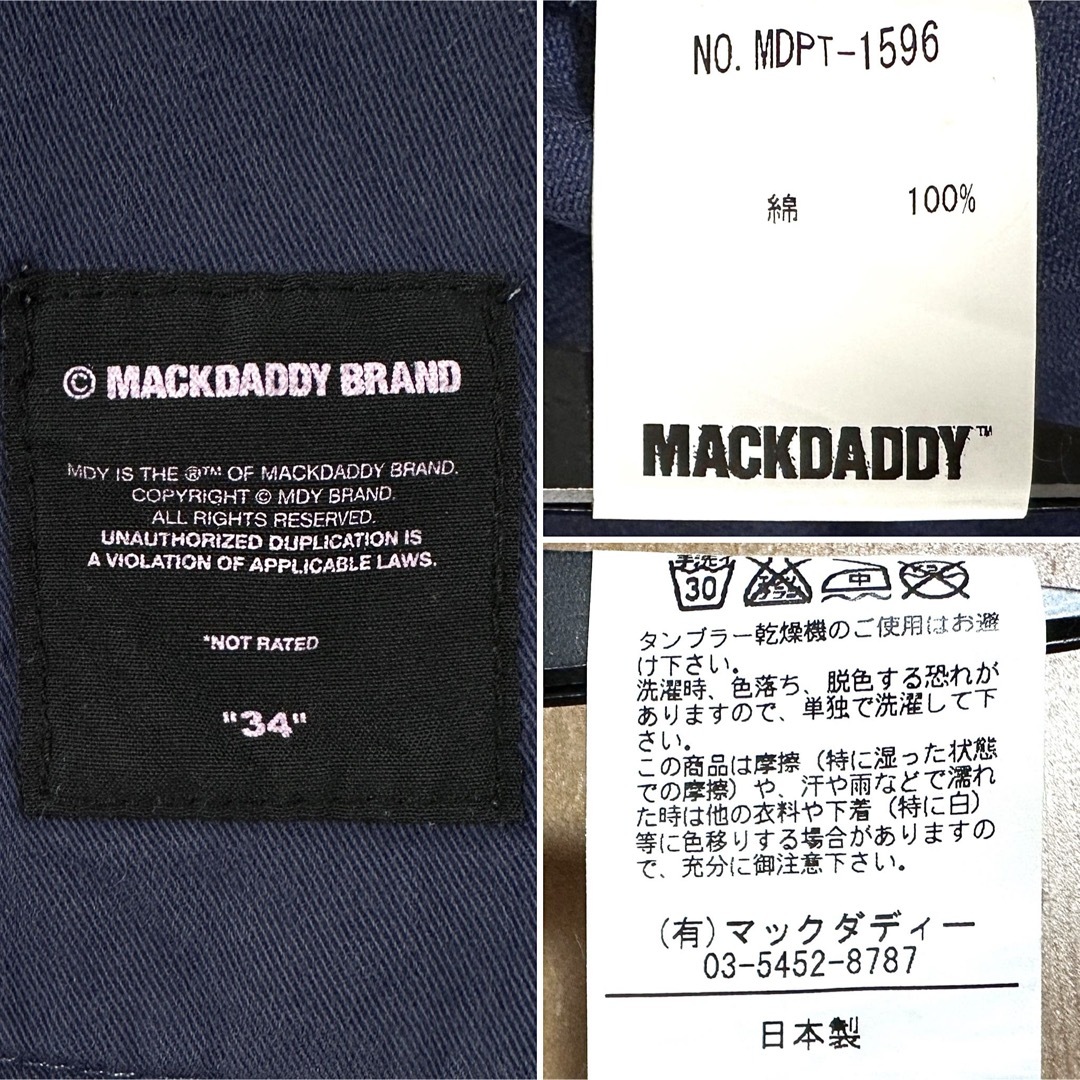 © MACKDADDY BRAND
MDY IS THE ®™ OF MACKDADDY BRAND.
COPYRIGHT © MDY BRAND.
ALL RIGHTS RESERVED.
UNAUTHORIZED DUPLICATION IS
A VIOLATION OF APPLICABLE LAWS.
*NOT RATED
"34"
NO. MDPT-1596
綿 100%
MACKDADDY™
手洗イ 30 中
タンブラー乾燥機のご使用はお避
け下さい。
洗濯時、色落ち、脱色する恐れが
ありますので、単独で洗濯して下
さい。
この商品は摩擦（特に湿った状態
での摩擦）や、汗や雨などで濡れ
た時は他の衣料や下着（特に白）
等に色移りする場合がありますの
で、充分に御注意下さい。
(有)マックダディー
03-5452-8787
日本製